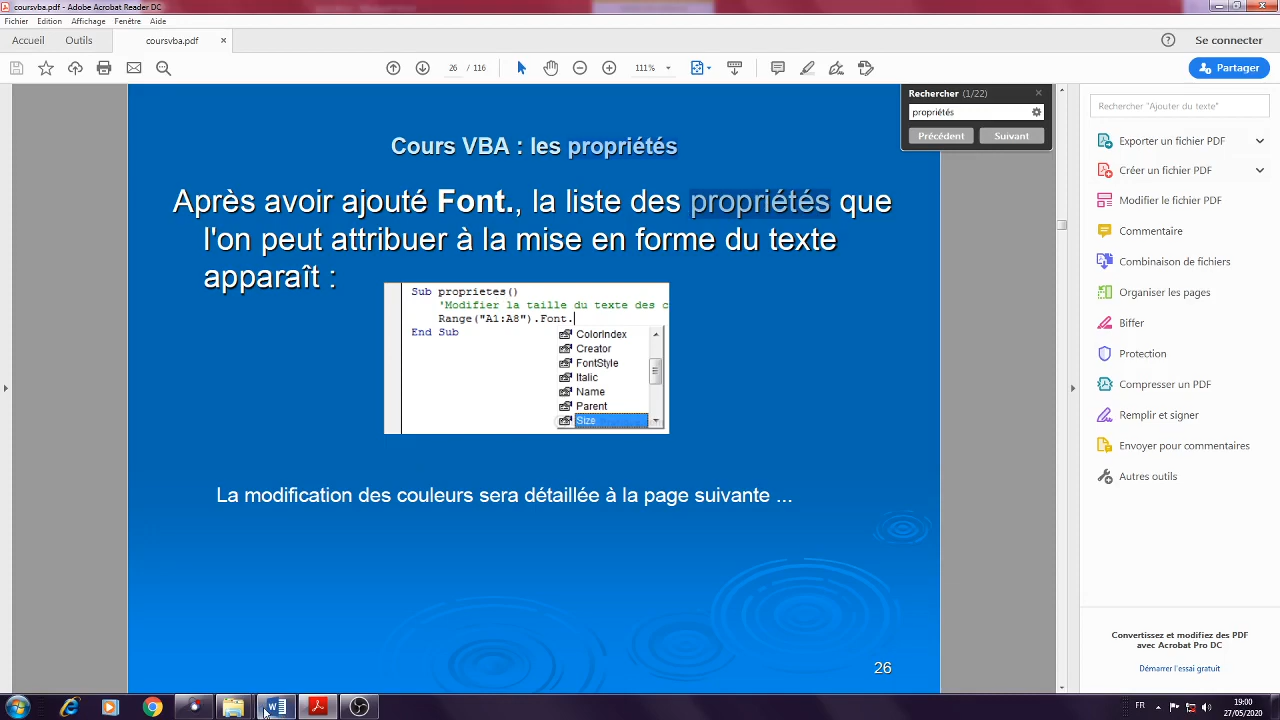 coursvba.pdf - Adobe Acrobat Reader DC
Fichier Edition Affichage Fenêtre Aide
Accueil Outils coursvba.pdf × Se connecter
26 / 116 111% Partager
Rechercher (1/22)
propriétés
Précédent Suivant
Cours VBA : les propriétés
Après avoir ajouté Font., la liste des propriétés que
l'on peut attribuer à la mise en forme du texte
apparaît :
Sub proprietes()
'Modifier la taille du texte des c
Range("A1:A8").Font.
End Sub
ColorIndex
Creator
FontStyle
Italic
Name
Parent
Size
La modification des couleurs sera détaillée à la page suivante ...
26
Rechercher "Ajouter du texte"
Exporter un fichier PDF
Créer un fichier PDF
Modifier le fichier PDF
Commentaire
Combinaison de fichiers
Organiser les pages
Biffer
Protection
Compresser un PDF
Remplir et signer
Envoyer pour commentaires
Autres outils
Convertissez et modifiez des PDF
avec Acrobat Pro DC
Démarrer l'essai gratuit
FR 19:00
27/05/2020